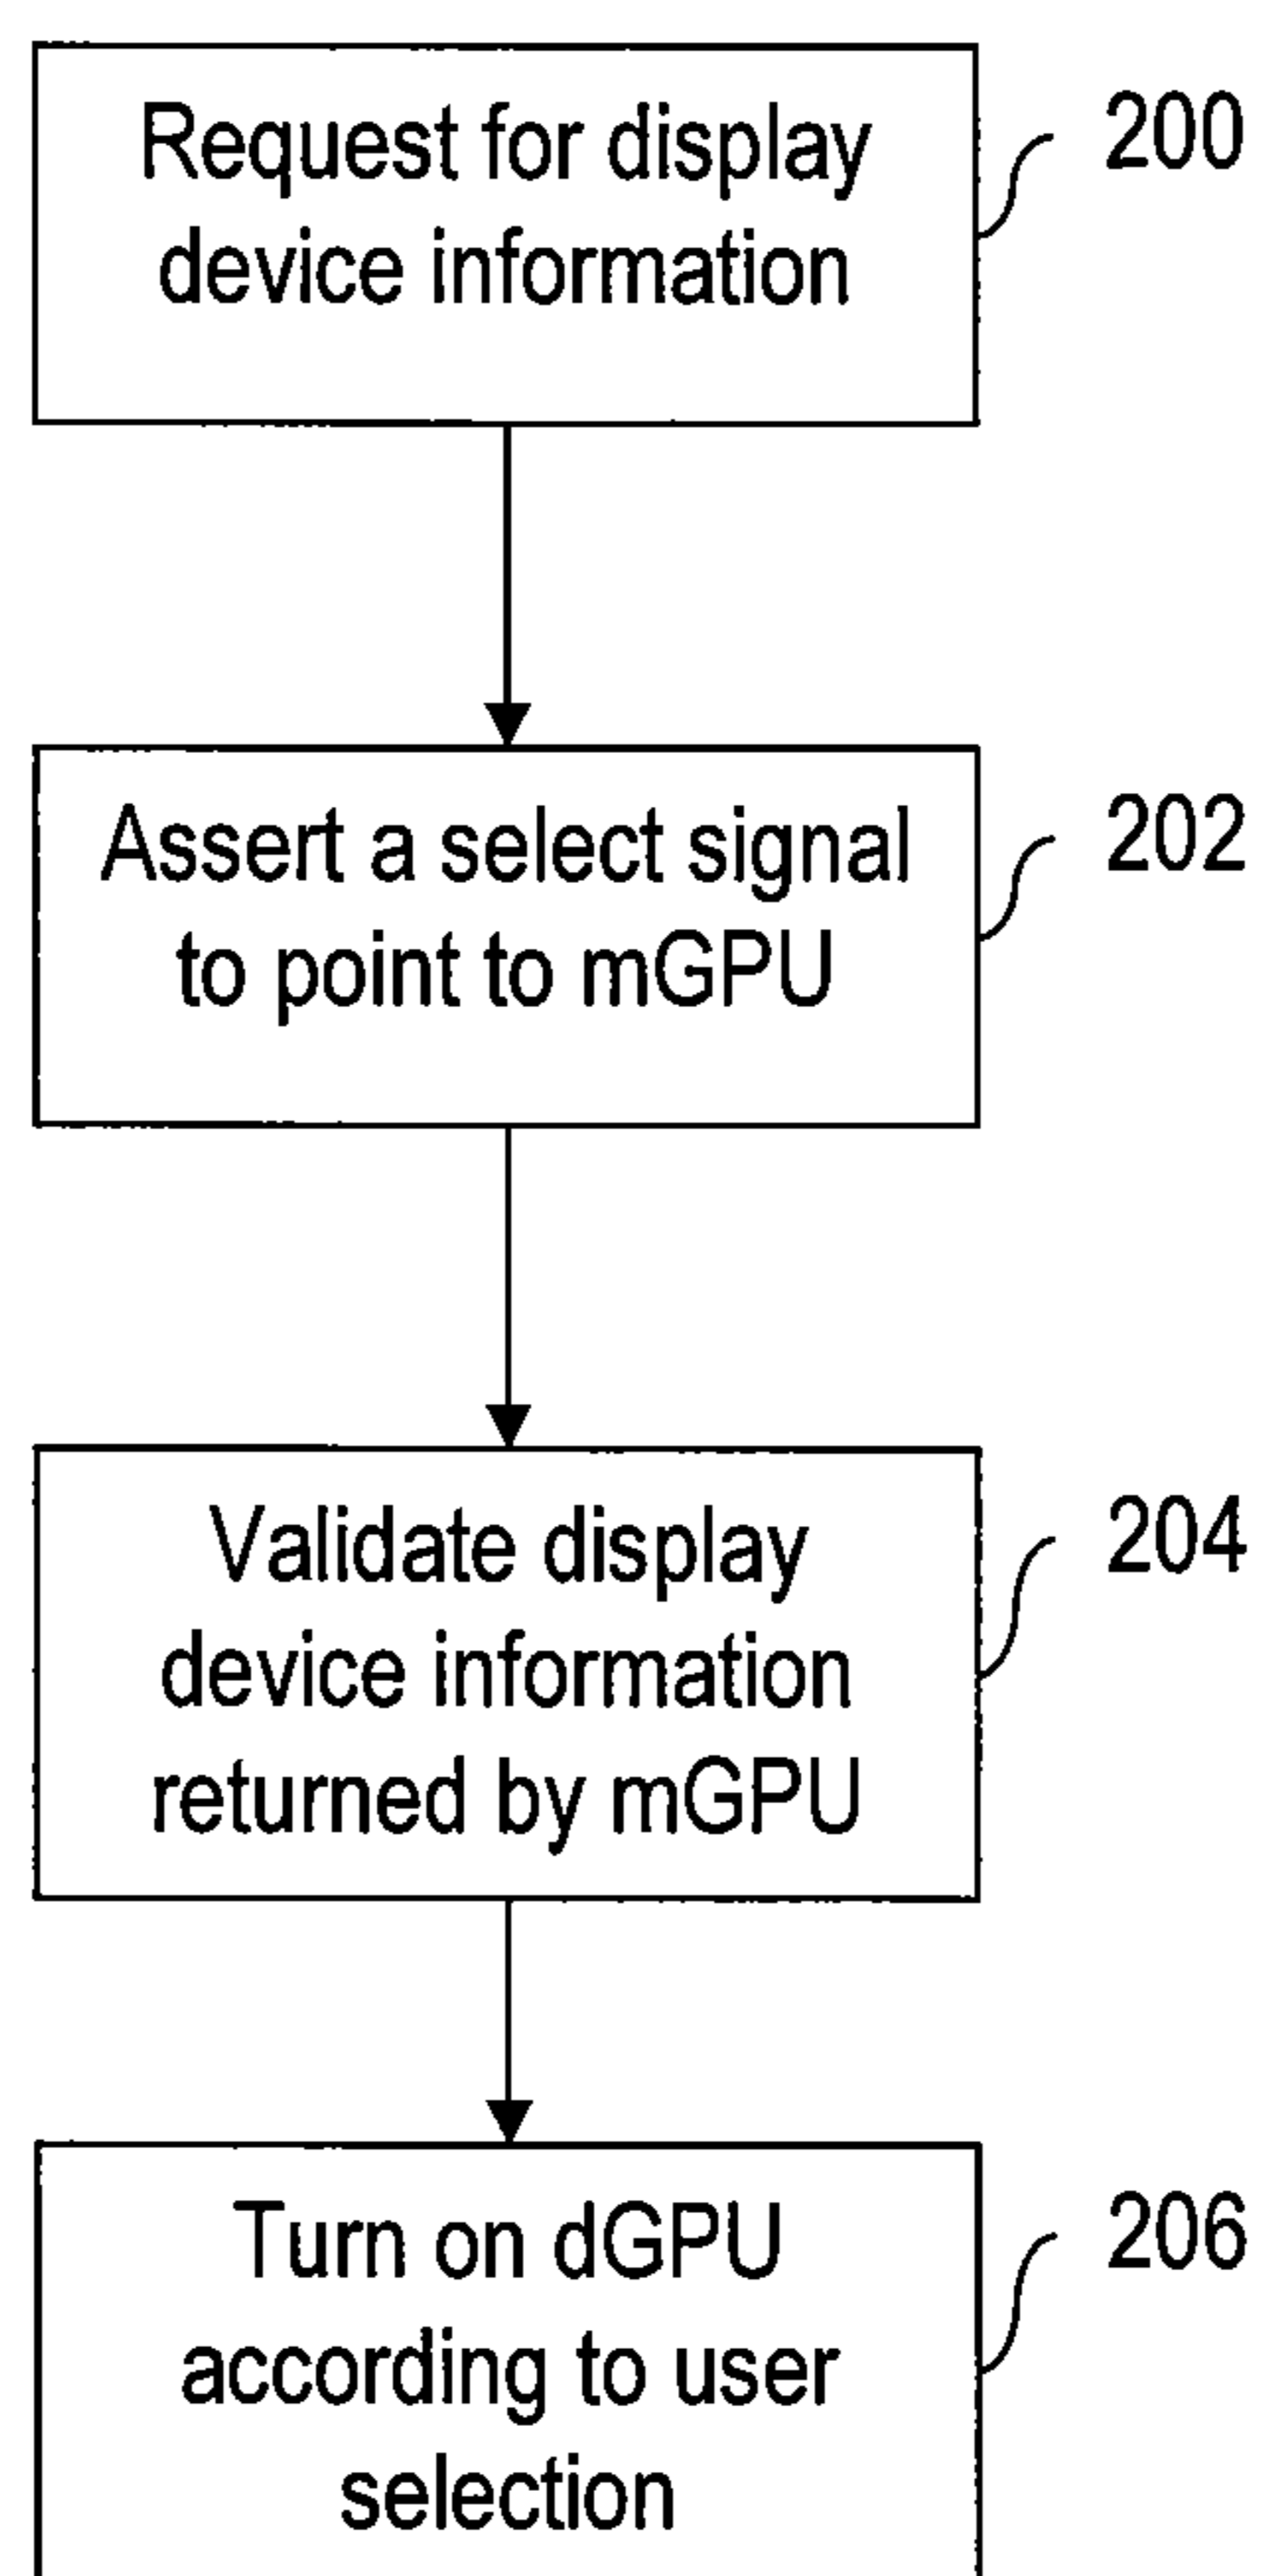 Request for display
device information
200
Assert a select signal
to point to mGPU
202
Validate display
device information
returned by mGPU
204
Turn on dGPU
according to user
selection
206